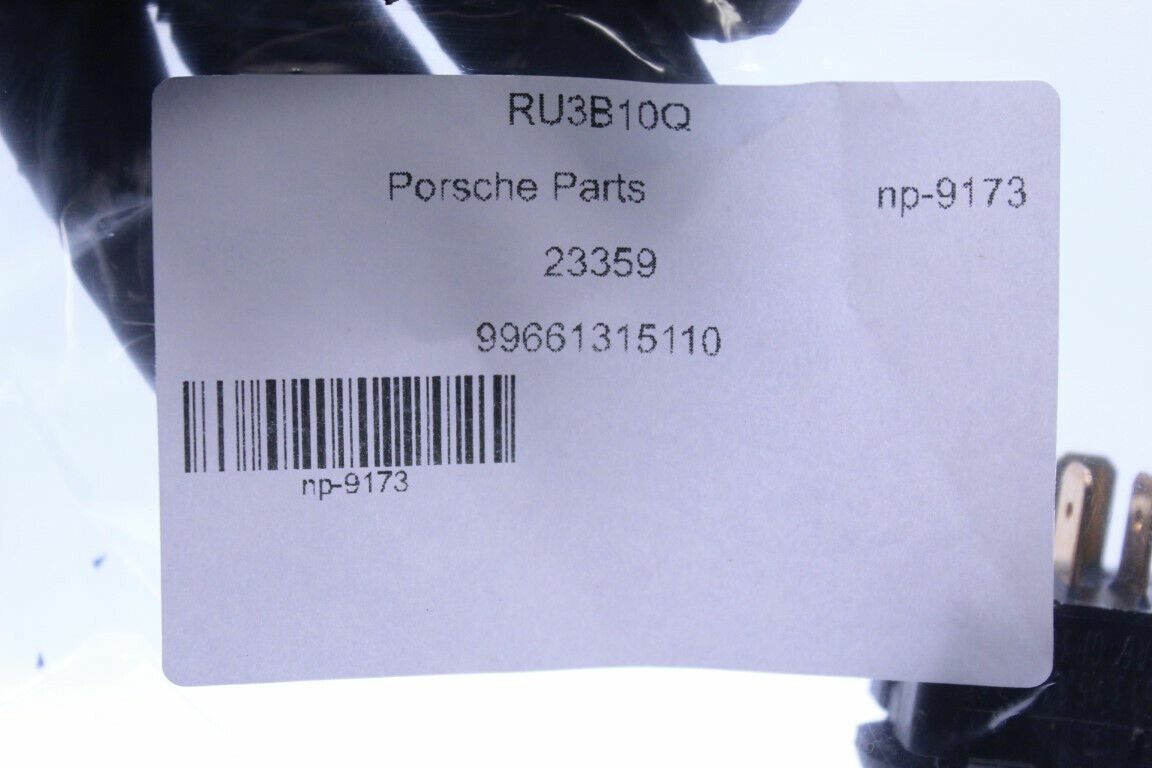 RU3B10Q
Porsche Parts np-9173
23359
99661315110
np-9173